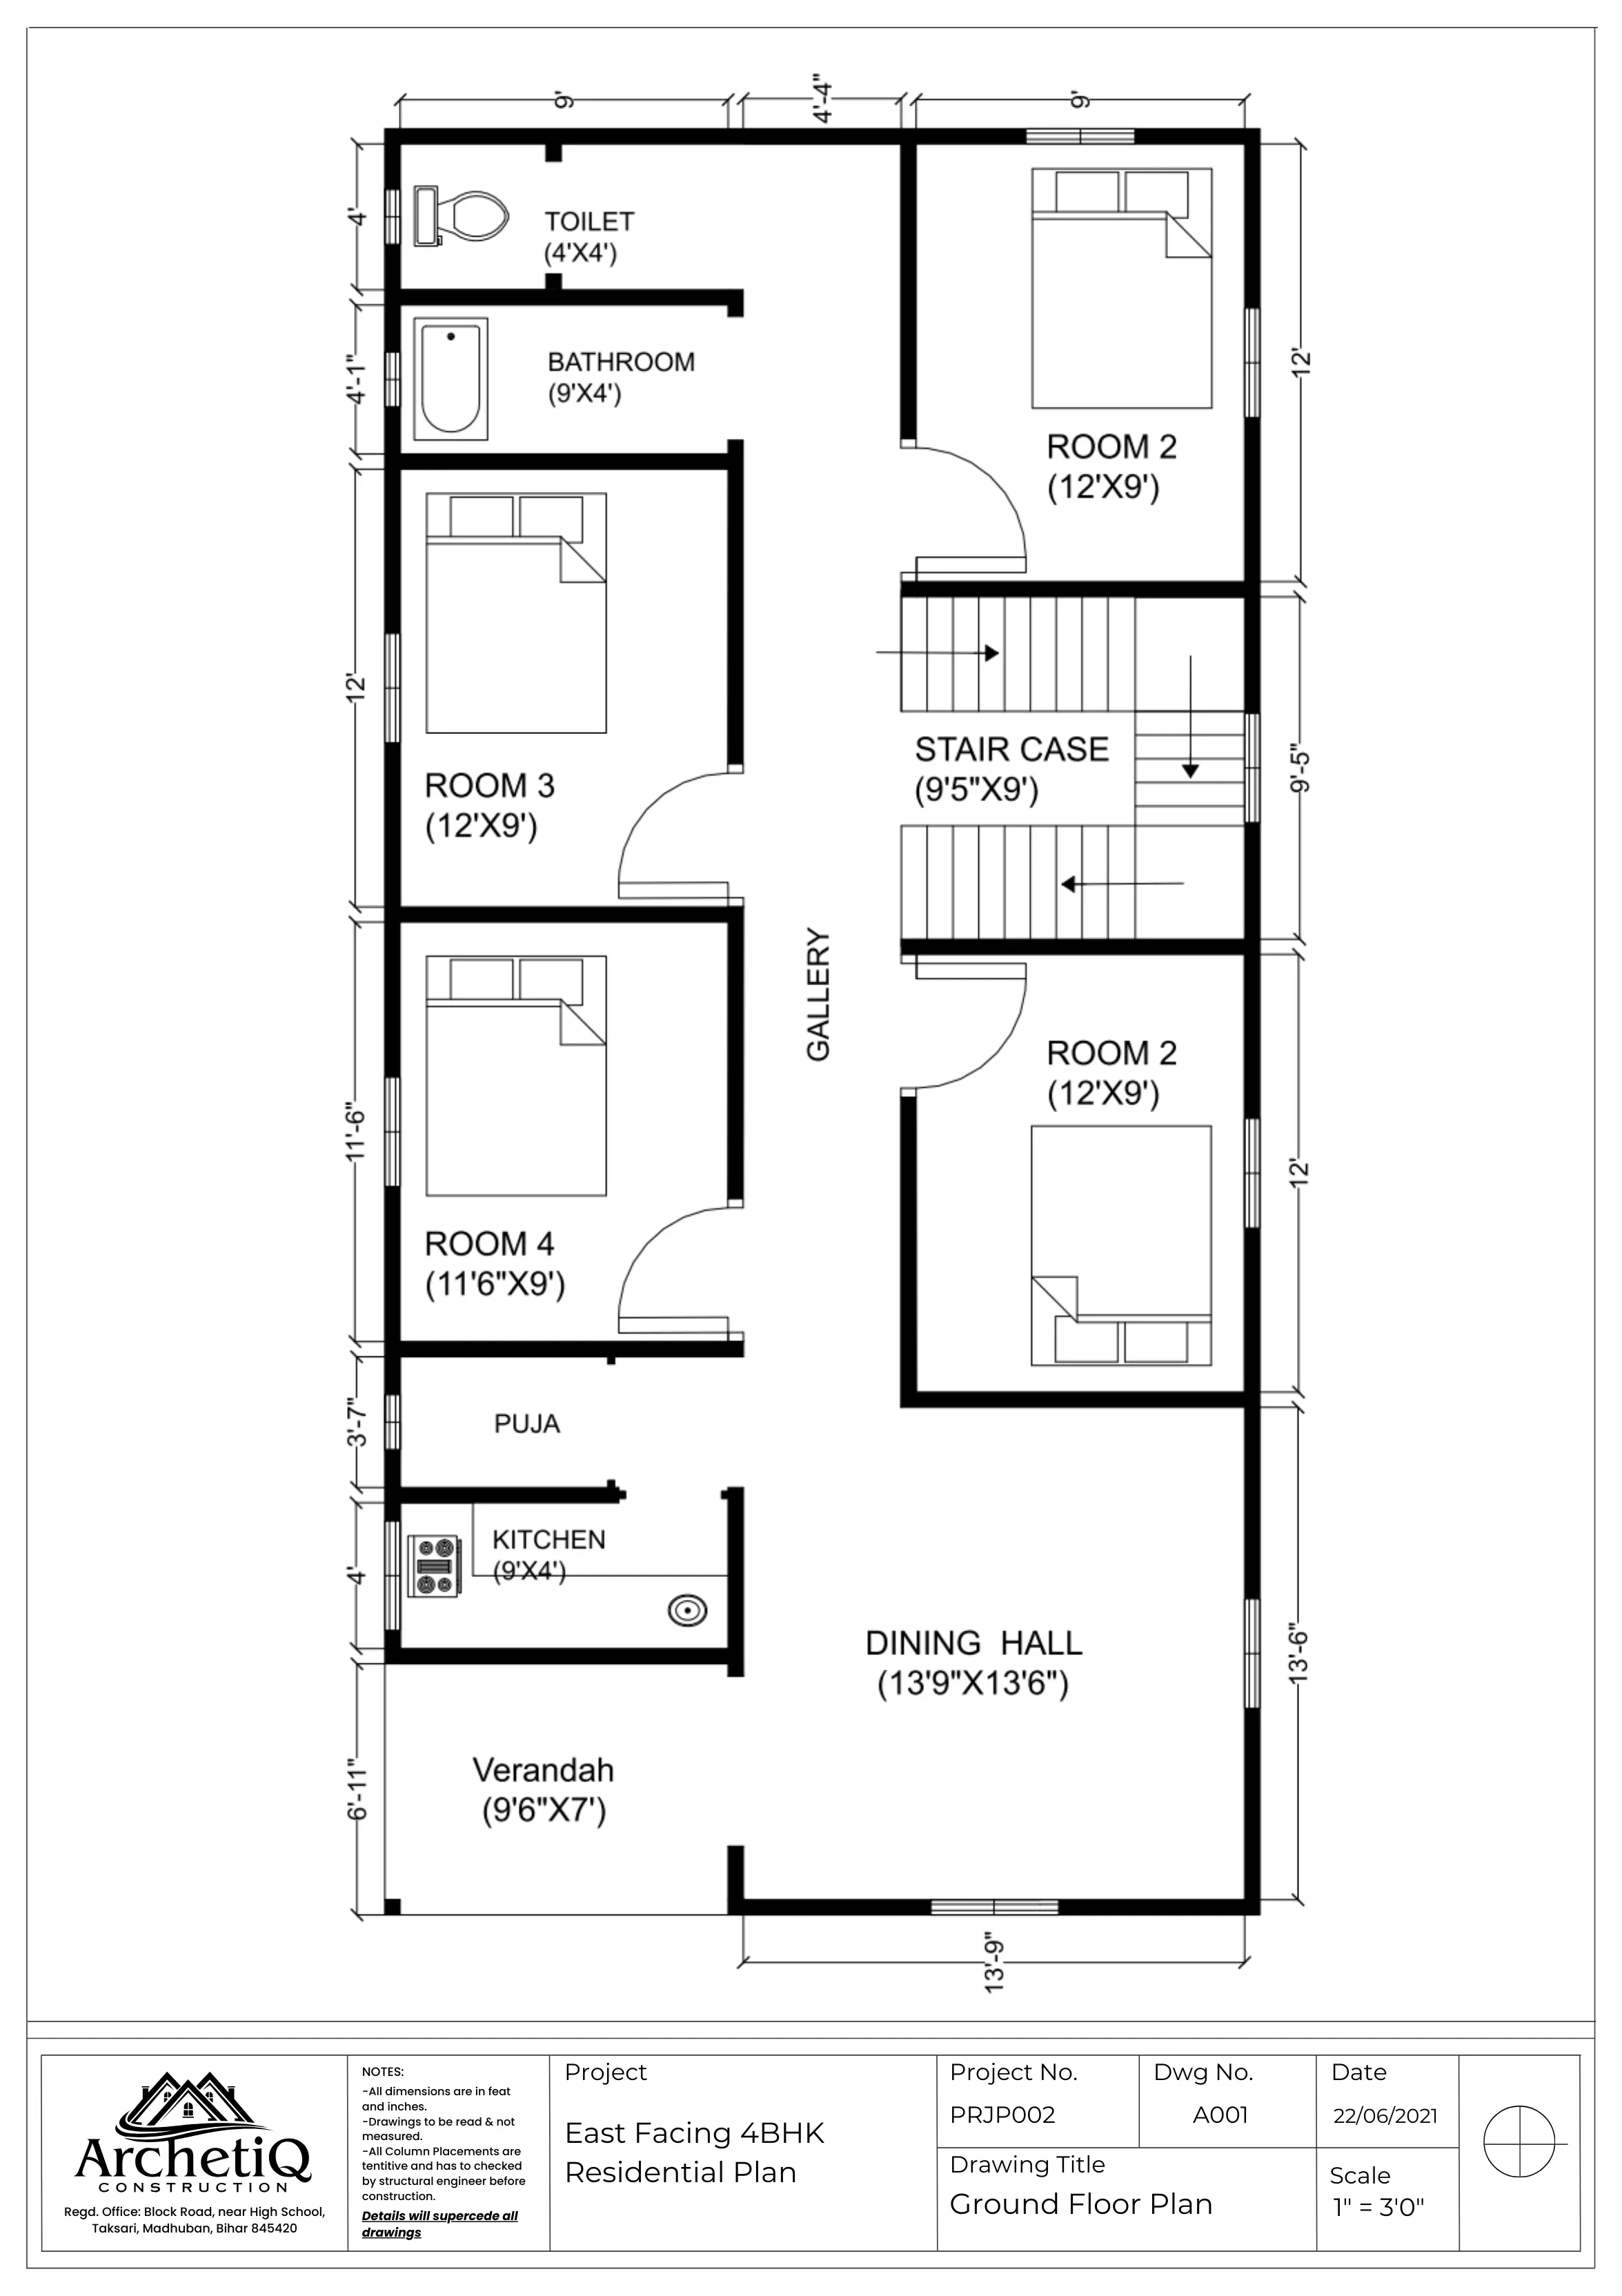 9'
4'-4"
9'
4'
TOILET
(4'X4')
4'-1"
BATHROOM
(9'X4')
12'
ROOM 2
(12'X9')
12'
ROOM 3
(12'X9')
STAIR CASE
(9'5"X9')
9'-5"
GALLERY
11'-6"
ROOM 4
(11'6"X9')
ROOM 2
(12'X9')
12'
3'-7"
PUJA
4'
KITCHEN
(9'X4')
DINING HALL
(13'9"X13'6")
13'-6"
6'-11"
Verandah
(9'6"X7')
13'-9"
ArchetiQ
CONSTRUCTION
Regd. Office: Block Road, near High School,
Taksari, Madhuban, Bihar 845420
NOTES:
-All dimensions are in feat
and inches.
-Drawings to be read & not
measured.
-All Column Placements are
tentitive and has to checked
by structural engineer before
construction.
Details will supercede all
drawings
Project
East Facing 4BHK
Residential Plan
Project No.
PRJP002
Dwg No.
A001
Date
22/06/2021
Drawing Title
Ground Floor Plan
Scale
1" = 3'0"